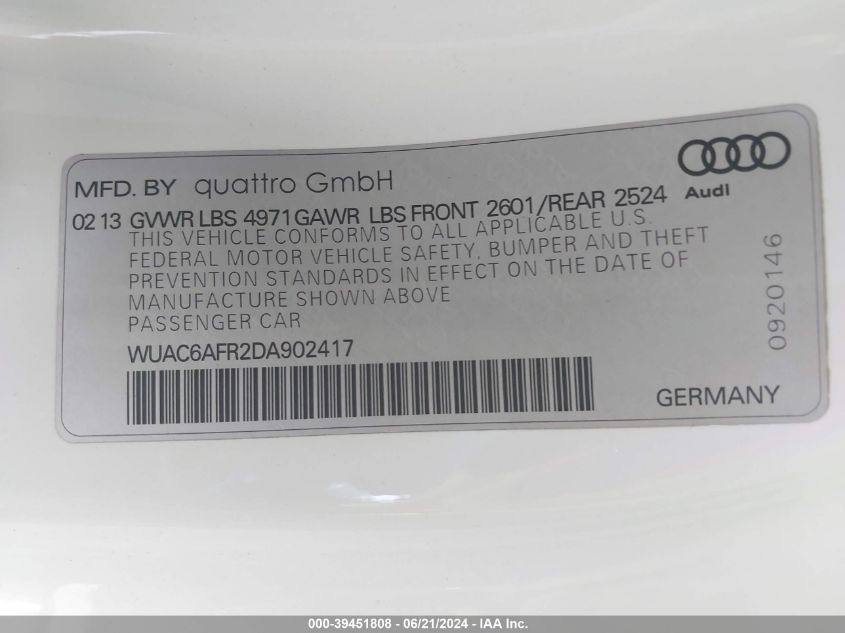 MFD. BY quattro GmbH
Audi
02 13 GVWR LBS 4971 GAWR LBS FRONT 2601/REAR 2524
THIS VEHICLE CONFORMS TO ALL APPLICABLE U.S.
FEDERAL MOTOR VEHICLE SAFETY, BUMPER AND THEFT
PREVENTION STANDARDS IN EFFECT ON THE DATE OF
MANUFACTURE SHOWN ABOVE
PASSENGER CAR
WUAC6AFR2DA902417
0920146
GERMANY
000-39451808 - 06/21/2024 - IAA Inc.